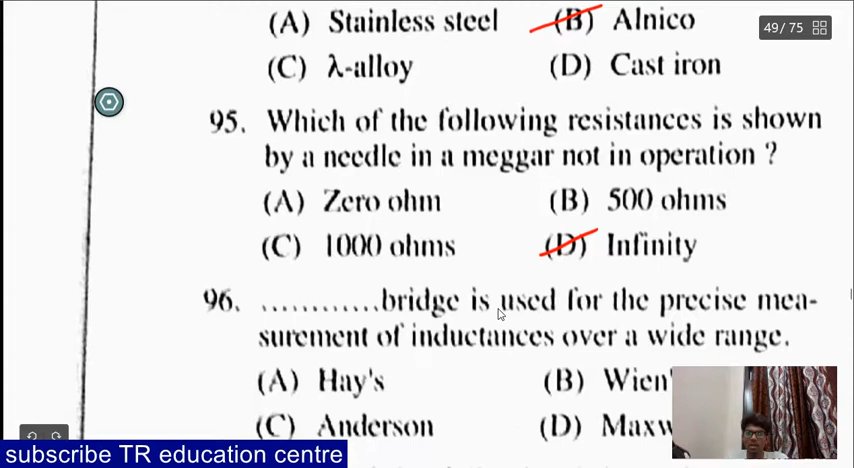 (A) Stainless steel (B) Alnico
49 / 75
(C) λ-alloy (D) Cast iron
95. Which of the following resistances is shown
by a needle in a meggar not in operation ?
(A) Zero ohm (B) 500 ohms
(C) 1000 ohms (D) Infinity
96. ............bridge is used for the precise mea-
surement of inductances over a wide range.
(A) Hay's (B) Wien'
(C) Anderson (D) Maxw
subscribe TR education centre